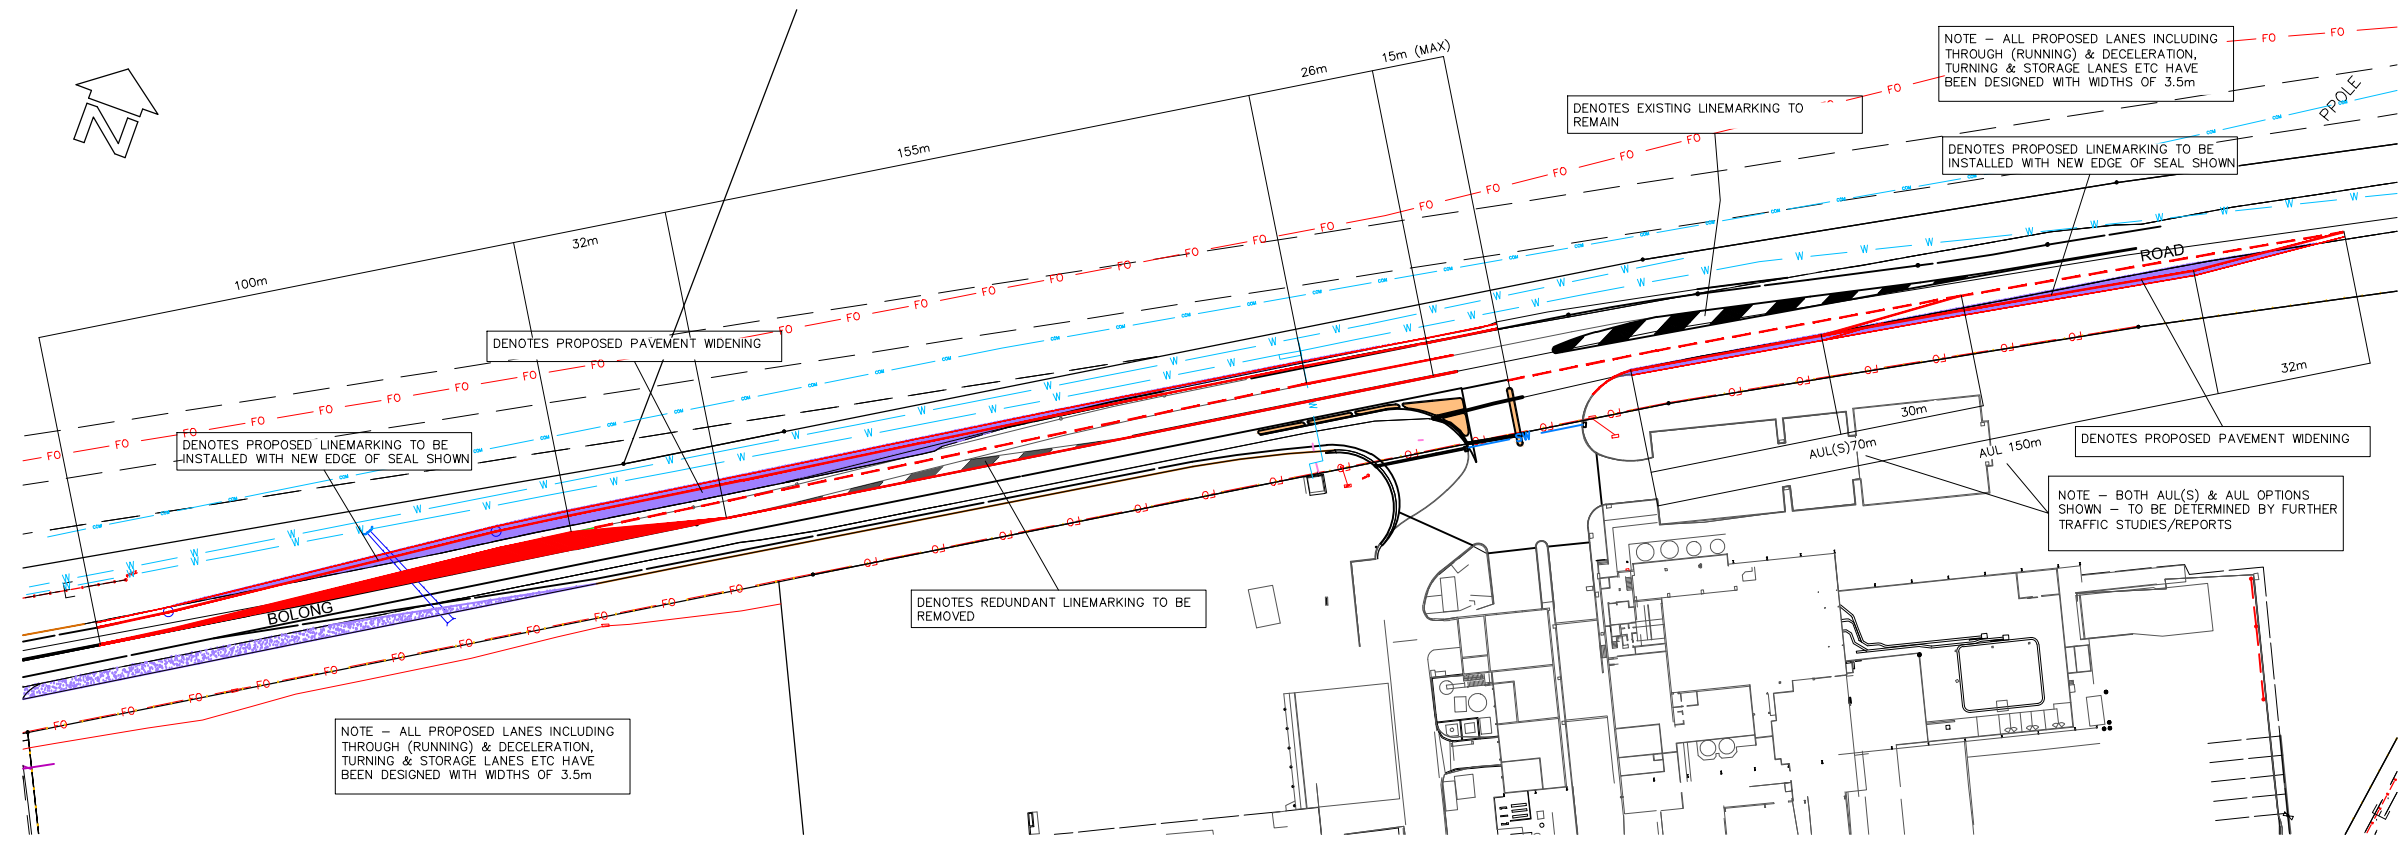 NOTE – ALL PROPOSED LANES INCLUDING
THROUGH (RUNNING) & DECELERATION,
TURNING & STORAGE LANES ETC HAVE
BEEN DESIGNED WITH WIDTHS OF 3.5m
15m (MAX)
26m
155m
32m
100m
N
PPOLE
DENOTES EXISTING LINEMARKING TO
REMAIN
DENOTES PROPOSED LINEMARKING TO BE
INSTALLED WITH NEW EDGE OF SEAL SHOWN
ROAD
DENOTES PROPOSED PAVEMENT WIDENING
32m
30m
DENOTES PROPOSED LINEMARKING TO BE
INSTALLED WITH NEW EDGE OF SEAL SHOWN
AUL(S)70m
AUL 150m
DENOTES PROPOSED PAVEMENT WIDENING
NOTE – BOTH AUL(S) & AUL OPTIONS
SHOWN – TO BE DETERMINED BY FURTHER
TRAFFIC STUDIES/REPORTS
BOLONG
DENOTES REDUNDANT LINEMARKING TO BE
REMOVED
NOTE – ALL PROPOSED LANES INCLUDING
THROUGH (RUNNING) & DECELERATION,
TURNING & STORAGE LANES ETC HAVE
BEEN DESIGNED WITH WIDTHS OF 3.5m
FO
W
COM